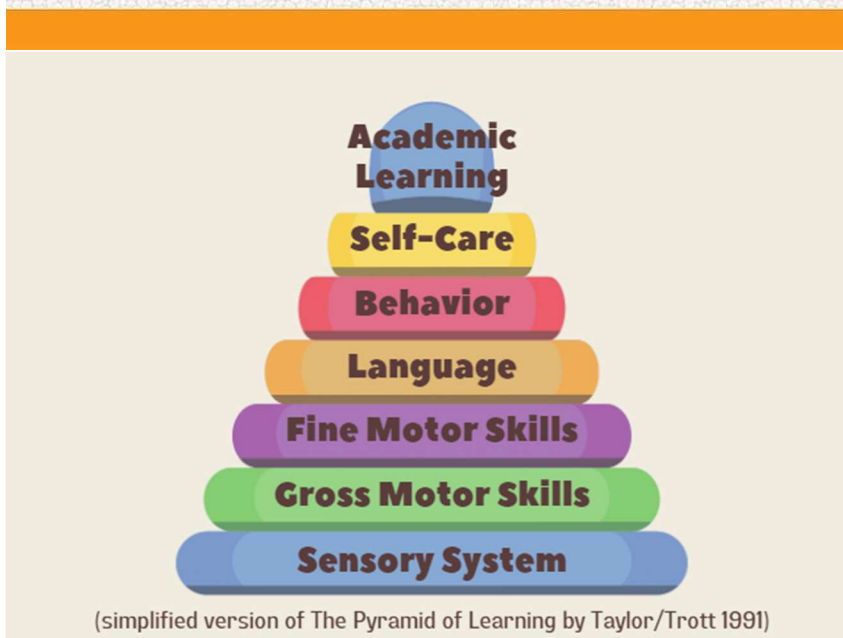 Academic
Learning
Self-Care
Behavior
Language
Fine Motor Skills
Gross Motor Skills
Sensory System
(simplified version of The Pyramid of Learning by Taylor/Trott 1991)